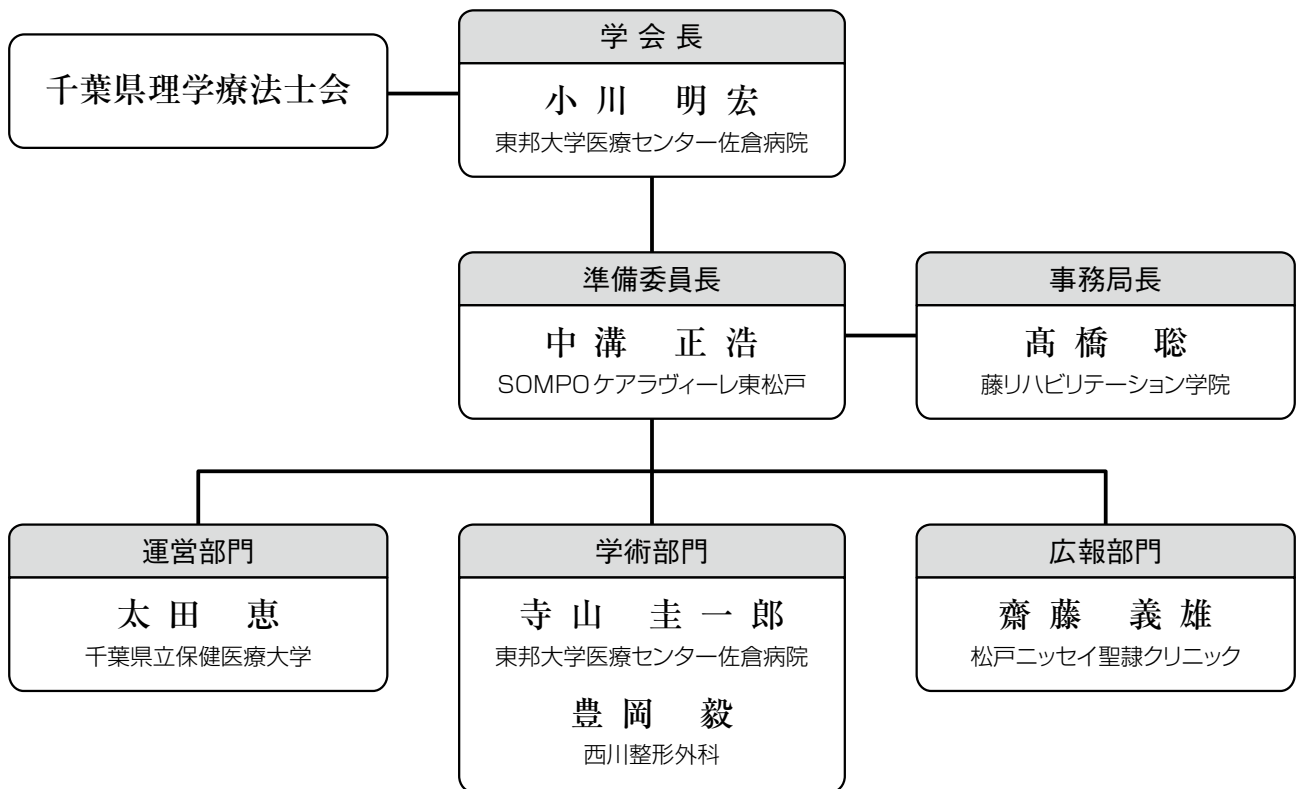 千葉県理学療法士会
学会長
小川 明宏
東邦大学医療センター佐倉病院
準備委員長
中溝 正浩
SOMPOケアラヴィーレ東松戸
事務局長
髙橋 聡
藤リハビリテーション学院
運営部門
太田 恵
千葉県立保健医療大学
学術部門
寺山 圭一郎
東邦大学医療センター佐倉病院
豊岡 毅
西川整形外科
広報部門
齋藤 義雄
松戸ニッセイ聖隷クリニック